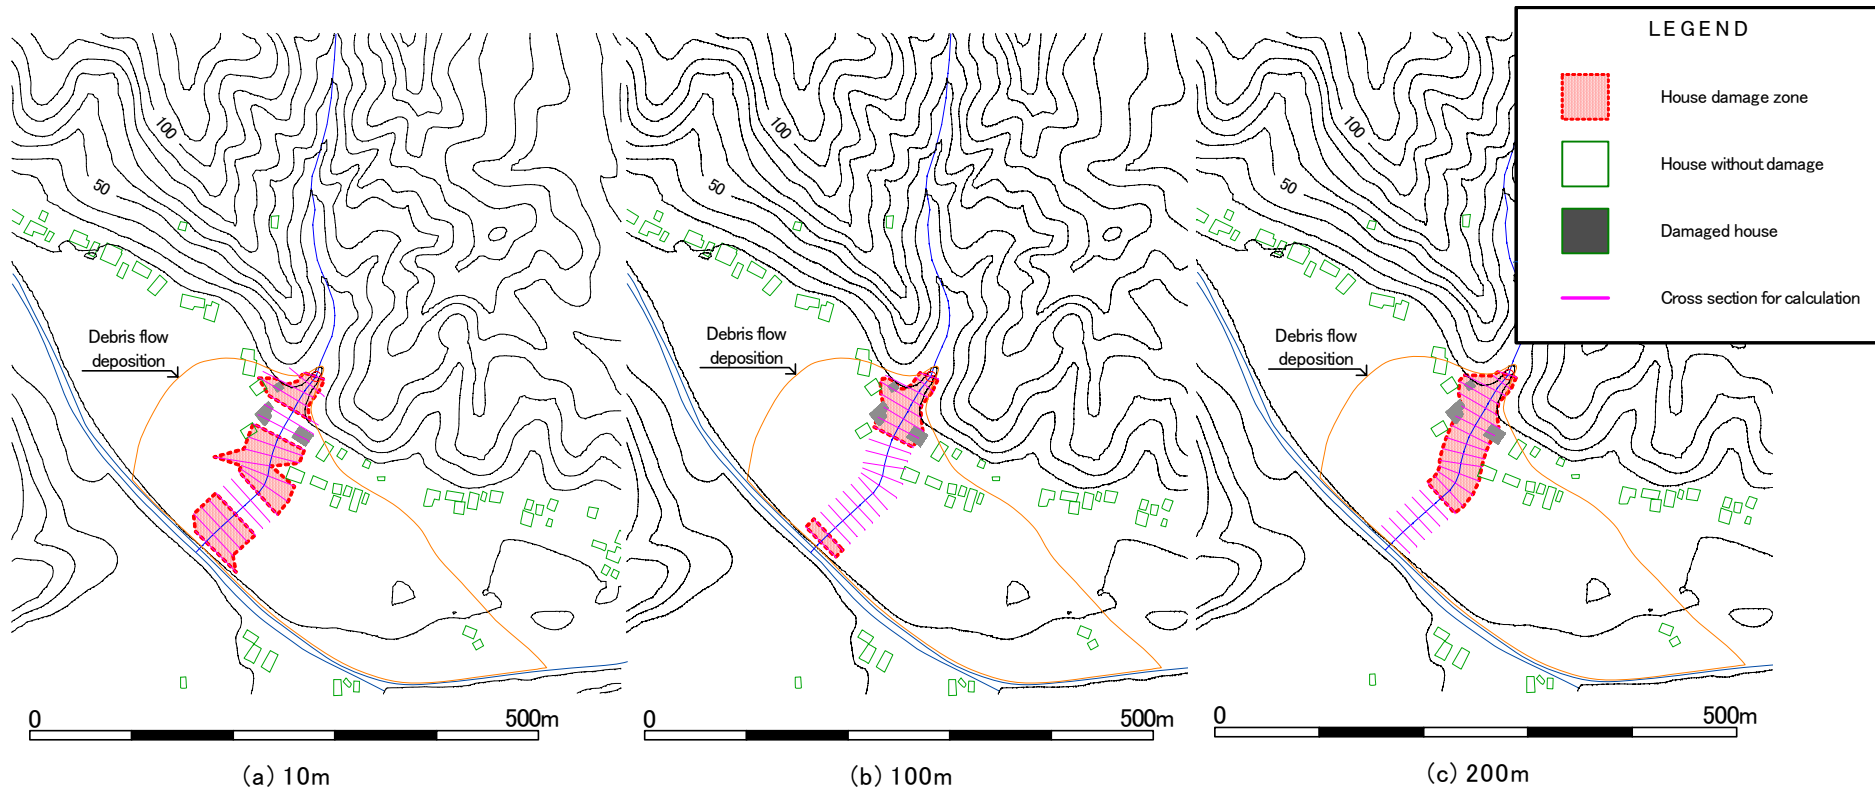 LEGEND
House damage zone
House without damage
Damaged house
Cross section for calculation
100
50
Debris flow
deposition
0 500m
(a) 10m
100
50
Debris flow
deposition
0 500m
(b) 100m
100
50
Debris flow
deposition
0 500m
(c) 200m